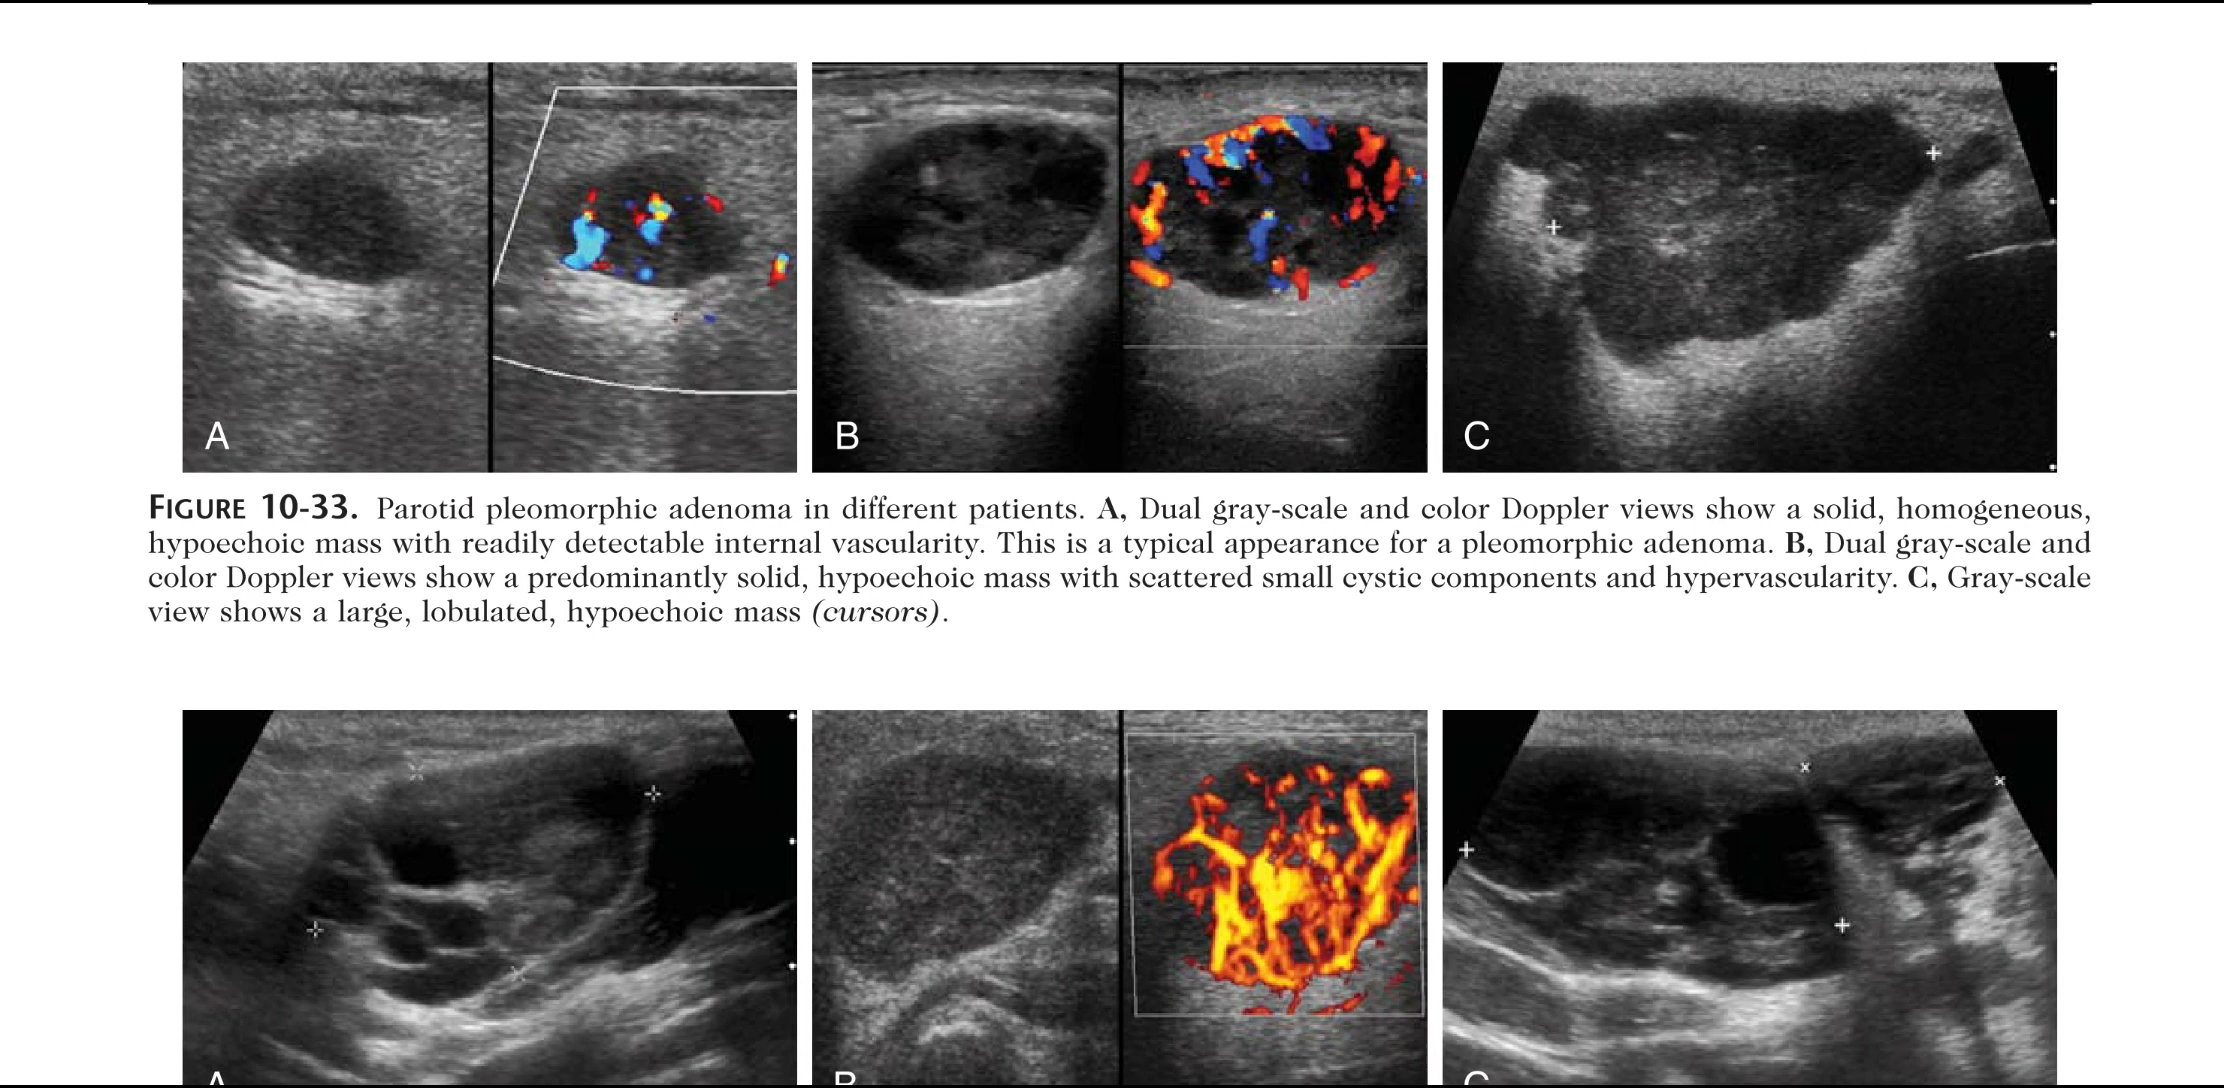 A
B
C
FIGURE 10-33. Parotid pleomorphic adenoma in different patients. A, Dual gray-scale and color Doppler views show a solid, homogeneous,
hypoechoic mass with readily detectable internal vascularity. This is a typical appearance for a pleomorphic adenoma. B, Dual gray-scale and
color Doppler views show a predominantly solid, hypoechoic mass with scattered small cystic components and hypervascularity. C, Gray-scale
view shows a large, lobulated, hypoechoic mass (cursors).
A
B
C